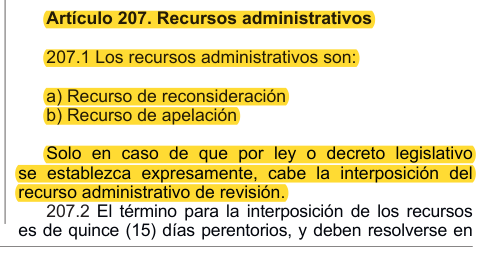 Artículo 207. Recursos administrativos
207.1 Los recursos administrativos son:
a) Recurso de reconsideración
b) Recurso de apelación
Solo en caso de que por ley o decreto legislativo
se establezca expresamente, cabe la interposición del
recurso administrativo de revisión.
207.2 El término para la interposición de los recursos
es de quince (15) días perentorios, y deben resolverse en